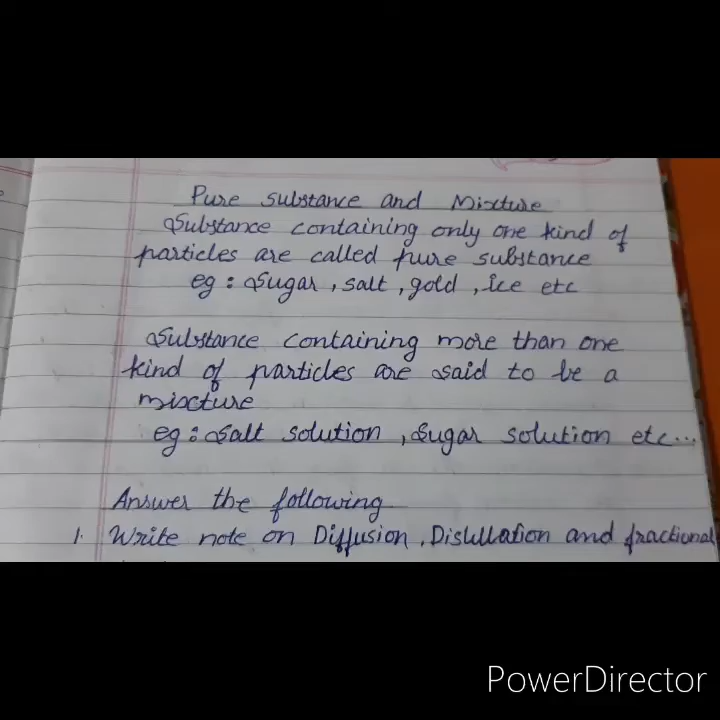 Pure substance and Mixture
Substance containing only one kind of
particles are called pure substance
eg : Sugar , salt , gold , ice etc
Substance containing more than one
kind of particles are said to be a
mixture
eg : Salt solution , Sugar solution etc...
Answer the following
1. Write note on Diffusion , Distillation and fractional
PowerDirector